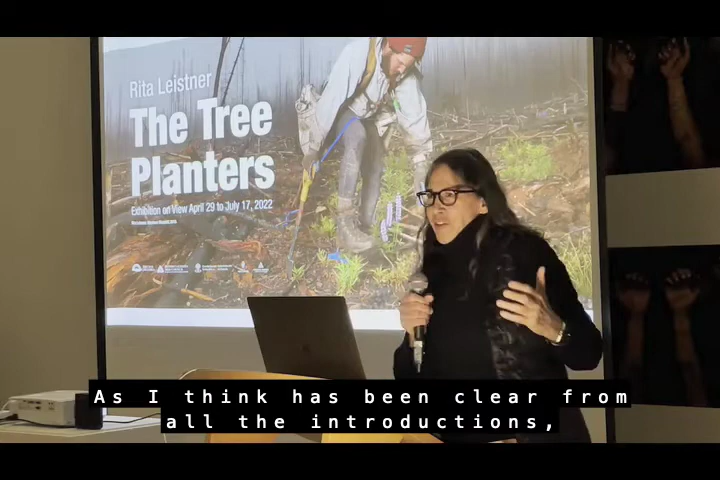 Rita Leistner
The Tree
Planters
Exhibition on View April 29 to July 17, 2022
As I think has been clear from
all the introductions,